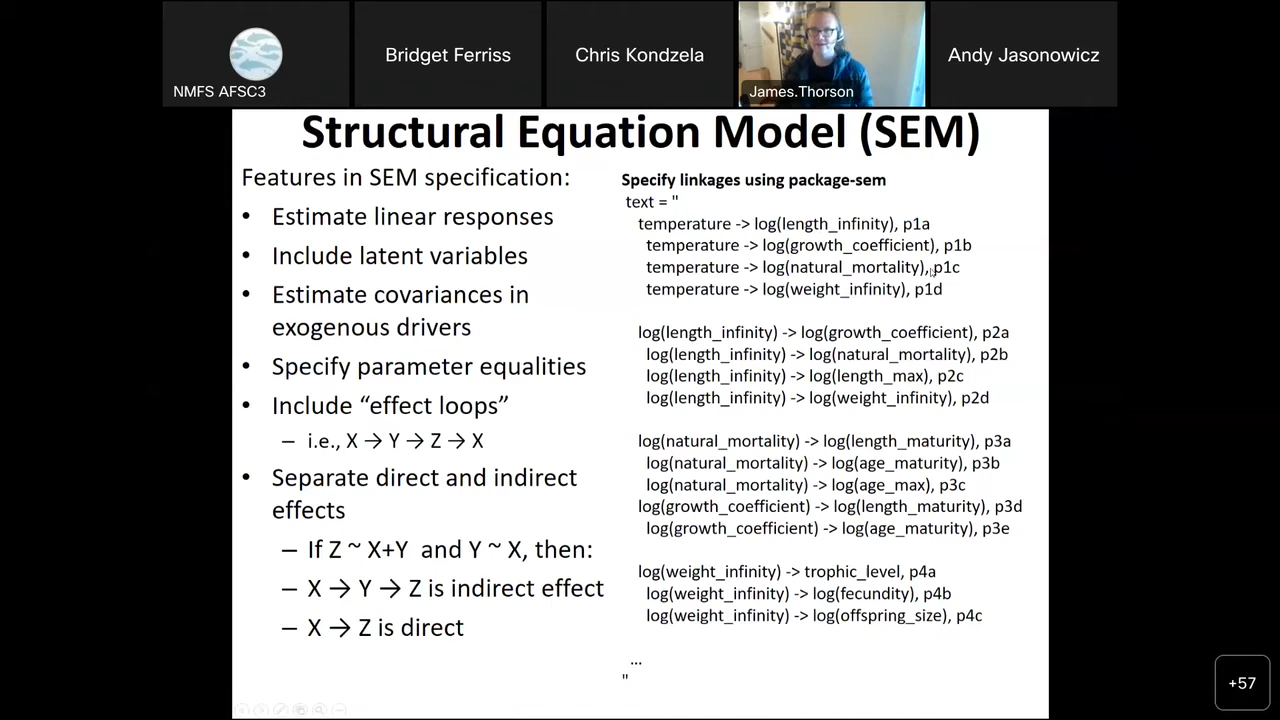 NMFS AFSC3
Bridget Ferriss
Chris Kondzela
James.Thorson
Andy Jasonowicz
Structural Equation Model (SEM)
Features in SEM specification:
• Estimate linear responses
• Include latent variables
• Estimate covariances in
exogenous drivers
• Specify parameter equalities
• Include “effect loops”
– i.e., X → Y → Z → X
• Separate direct and indirect
effects
– If Z ~ X+Y and Y ~ X, then:
– X → Y → Z is indirect effect
– X → Z is direct
Specify linkages using package-sem
text = "
temperature -> log(length_infinity), p1a
temperature -> log(growth_coefficient), p1b
temperature -> log(natural_mortality), p1c
temperature -> log(weight_infinity), p1d
log(length_infinity) -> log(growth_coefficient), p2a
log(length_infinity) -> log(natural_mortality), p2b
log(length_infinity) -> log(length_max), p2c
log(length_infinity) -> log(weight_infinity), p2d
log(natural_mortality) -> log(length_maturity), p3a
log(natural_mortality) -> log(age_maturity), p3b
log(natural_mortality) -> log(age_max), p3c
log(growth_coefficient) -> log(length_maturity), p3d
log(growth_coefficient) -> log(age_maturity), p3e
log(weight_infinity) -> trophic_level, p4a
log(weight_infinity) -> log(fecundity), p4b
log(weight_infinity) -> log(offspring_size), p4c
...
"
+57